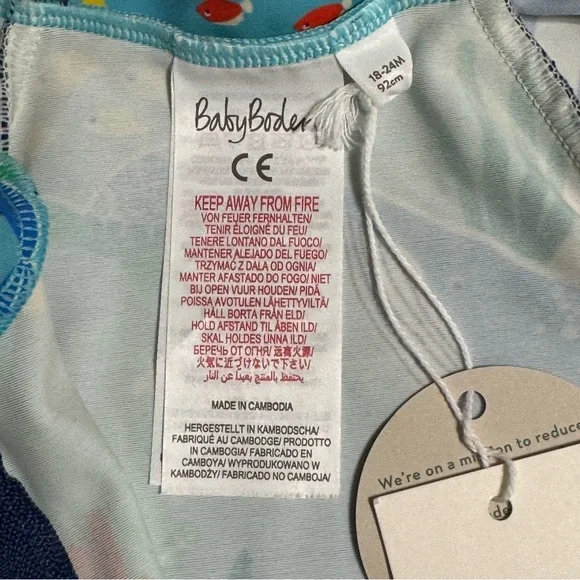 18-24M
92cm
BabyBoden
CE
KEEP AWAY FROM FIRE
VON FEUER FERNHALTEN/
TENIR ÉLOIGNÉ DU FEU/
TENERE LONTANO DAL FUOCO/
MANTENER ALEJADO DEL FUEGO/
TRZYMAĆ Z DALA OD OGNIA/
MANTER AFASTADO DO FOGO/ NIET
BIJ OPEN VUUR HOUDEN/ PIDÄ
POISSA AVOTULEN LÄHETTYVILTÄ/
HÅLL BORTA FRÅN ELD/
HOLD AFSTAND TIL ÅBEN ILD/
SKAL HOLDES UNNA ILD/
БЕРЕЧЬ ОТ ОГНЯ/ 远离火源/
火気に近づけないで下さい/
يحتفظ بالمنتج بعيدًا عن النار
MADE IN CAMBODIA
HERGESTELLT IN KAMBODSCHA/
FABRIQUÉ AU CAMBODGE/ PRODOTTO
IN CAMBOGIA/ FABRICADO EN
CAMBOYA/ WYPRODUKOWANO W
KAMBODŻY/ FABRICADO NO CAMBOJA/
We're on a mission to reduce